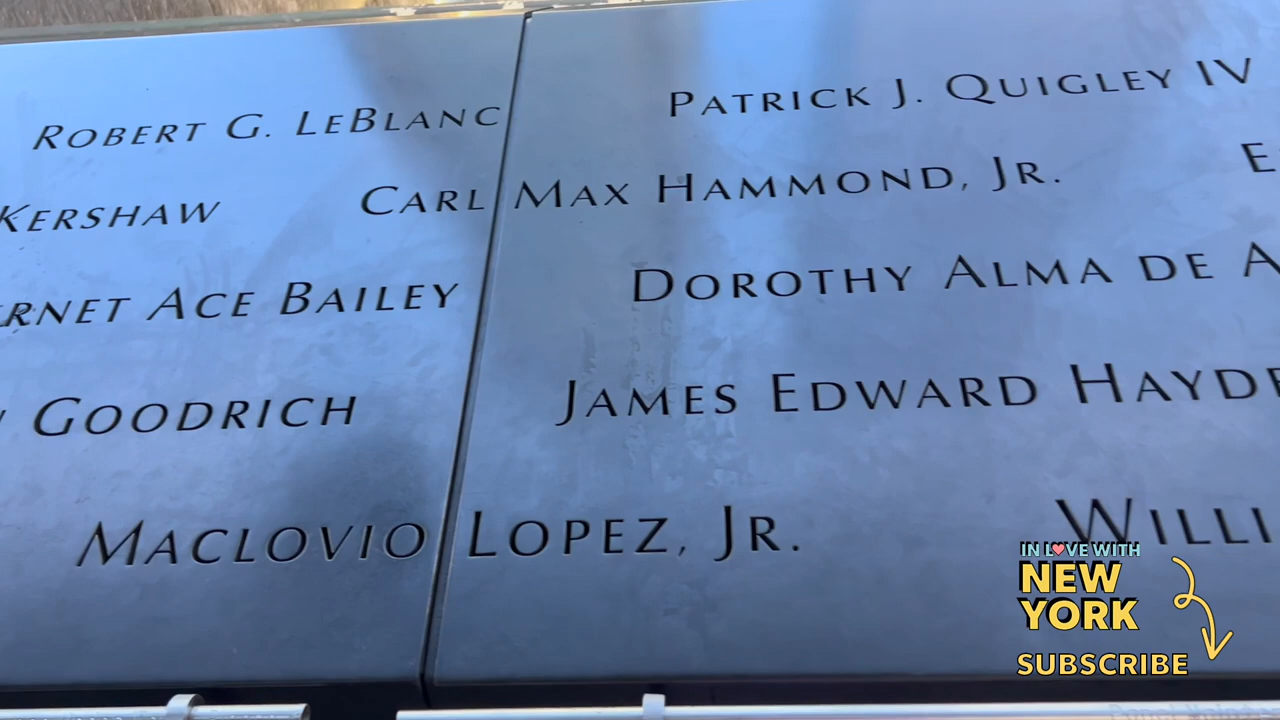 ROBERT G. LEBLANC PATRICK J. QUIGLEY IV
KERSHAW CARL MAX HAMMOND, JR.
ACE BAILEY DOROTHY ALMA DE
GOODRICH JAMES EDWARD
MACLOVIO LOPEZ, JR.
IN LOVE WITH
NEW
YORK
SUBSCRIBE